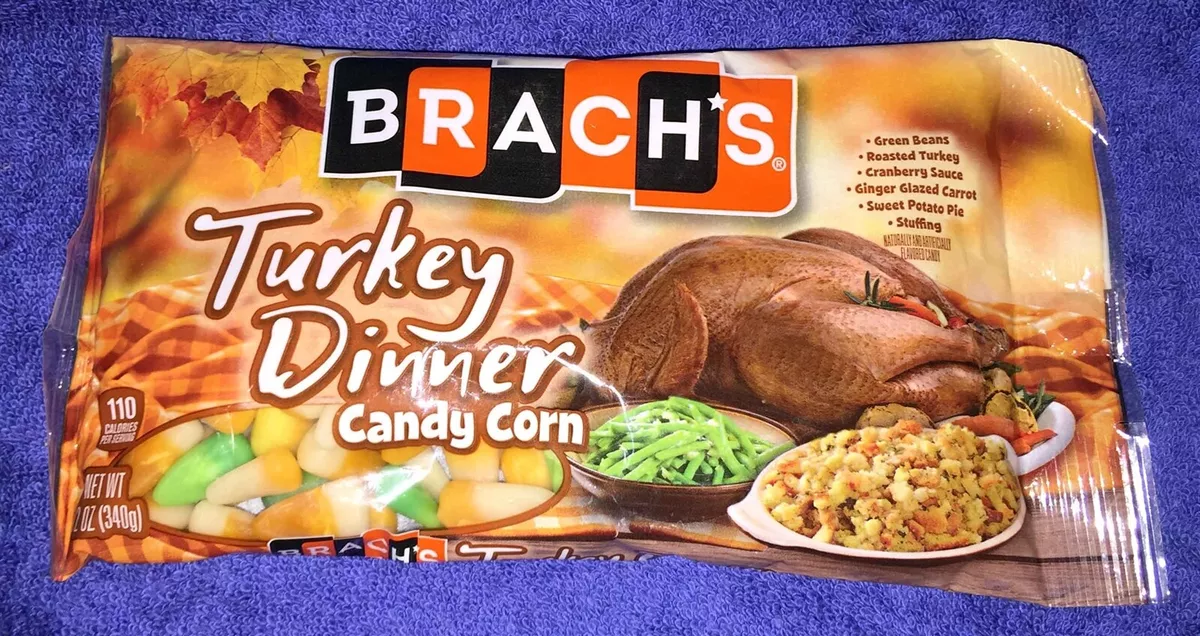 BRACH'S®
Turkey
Dinner
Candy Corn
• Green Beans
• Roasted Turkey
• Cranberry Sauce
• Ginger Glazed Carrot
• Sweet Potato Pie
• Stuffing
NATURALLY AND ARTIFICIALLY
FLAVORED CANDY
110
CALORIES
PER SERVING
NET WT
2 OZ (340g)
BRACH'S